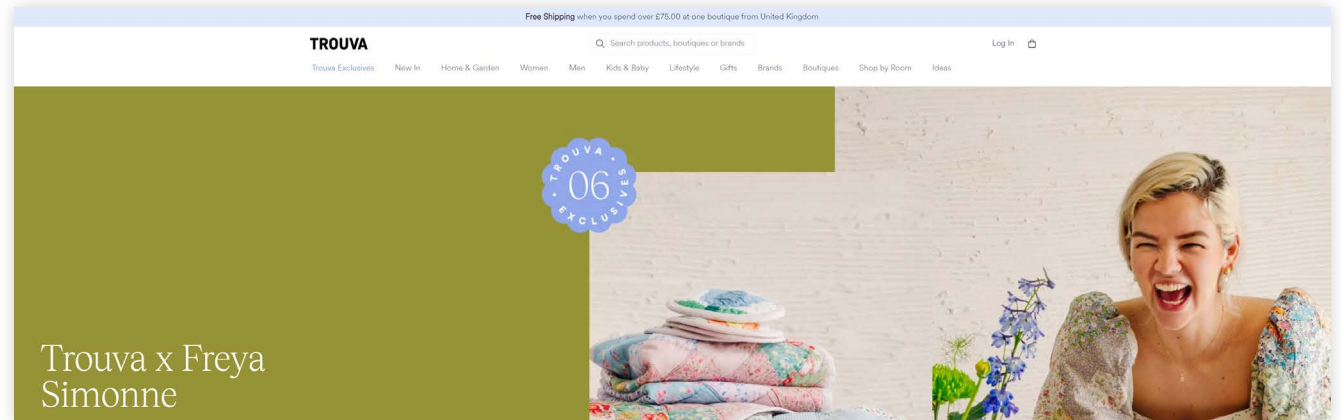 Free Shipping when you spend over £75.00 at one boutique from United Kingdom
TROUVA
Search products, boutiques or brands
Log In
Trouva Exclusives New In Home & Garden Women Men Kids & Baby Lifestyle Gifts Brands Boutiques Shop by Room Ideas
TROUVA
06
EXCLUSIVES
Trouva x Freya
Simonne